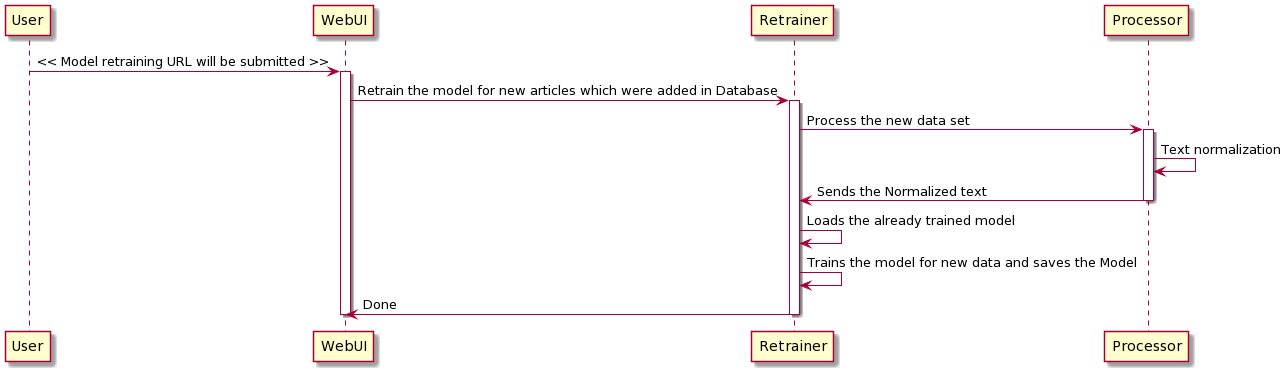 User
WebUI
Retrainer
Processor
<< Model retraining URL will be submitted >>
Retrain the model for new articles which were added in Database
Process the new data set
Text normalization
Sends the Normalized text
Loads the already trained model
Trains the model for new data and saves the Model
Done
User
WebUI
Retrainer
Processor